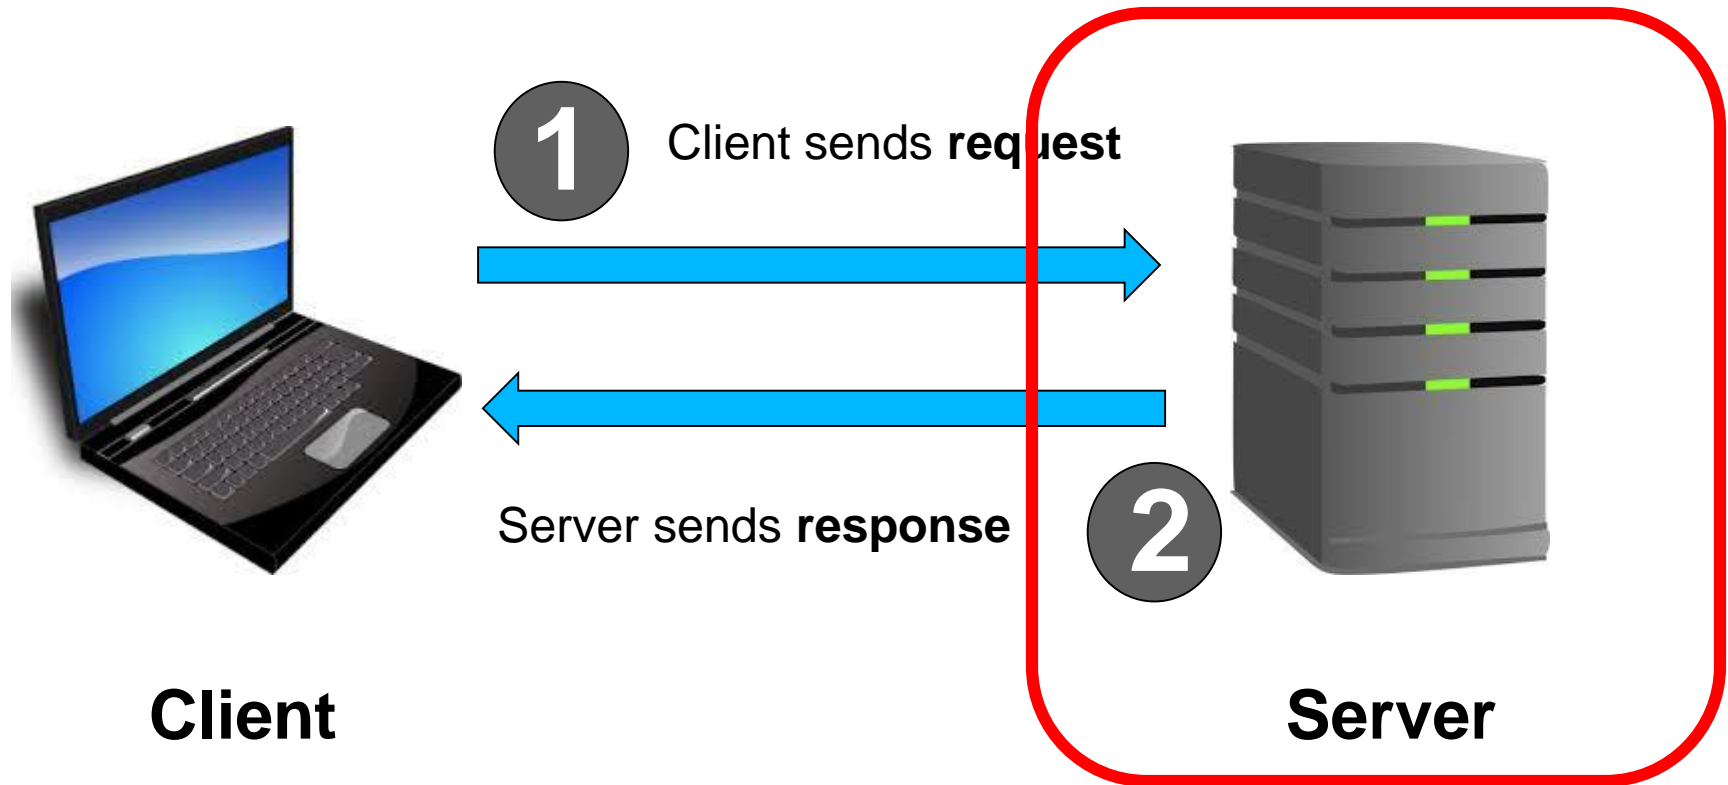 1
Client sends request
Server sends response
2
Client
Server